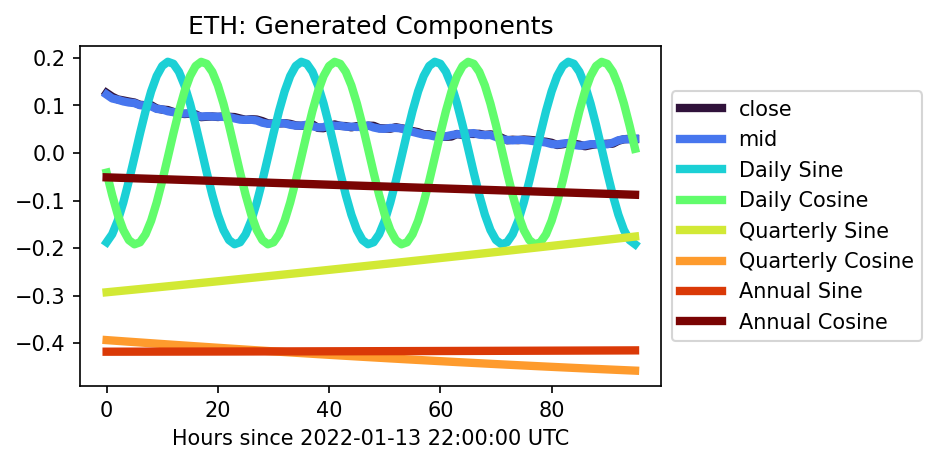 ETH: Generated Components
0.2
0.1
0.0
−0.1
−0.2
−0.3
−0.4
0
20
40
60
80
Hours since 2022-01-13 22:00:00 UTC
close
mid
Daily Sine
Daily Cosine
Quarterly Sine
Quarterly Cosine
Annual Sine
Annual Cosine